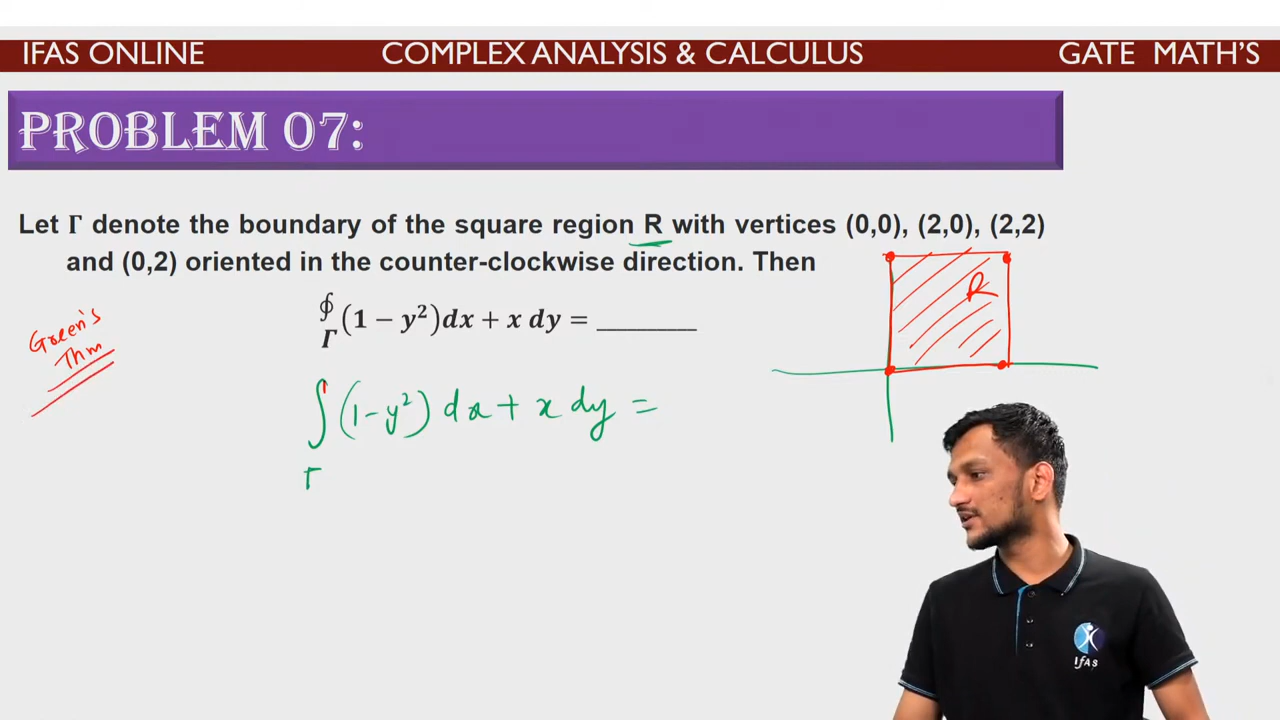 IFAS ONLINE COMPLEX ANALYSIS & CALCULUS GATE MATH'S
PROBLEM 07:
Let Γ denote the boundary of the square region R with vertices (0,0), (2,0), (2,2)
and (0,2) oriented in the counter-clockwise direction. Then
R
∮Γ (1 − y²)dx + x dy = ________
Green's
Thm
∫Γ (1-y²) dx + x dy =
IFAS